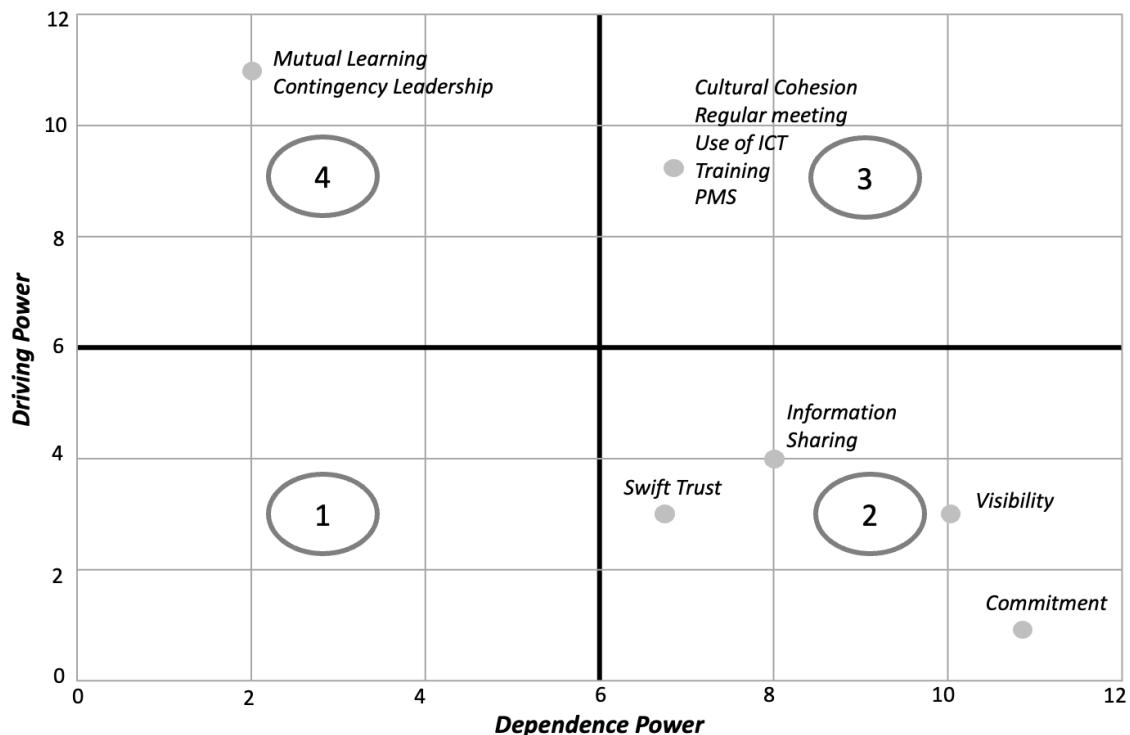 12
Mutual Learning
Contingency Leadership
Cultural Cohesion
Regular meeting
Use of ICT
Training
PMS
10
4
3
8
Driving Power
6
Information
Sharing
4
Swift Trust
1
2
Visibility
2
Commitment
0
0 2 4 6 8 10 12
Dependence Power